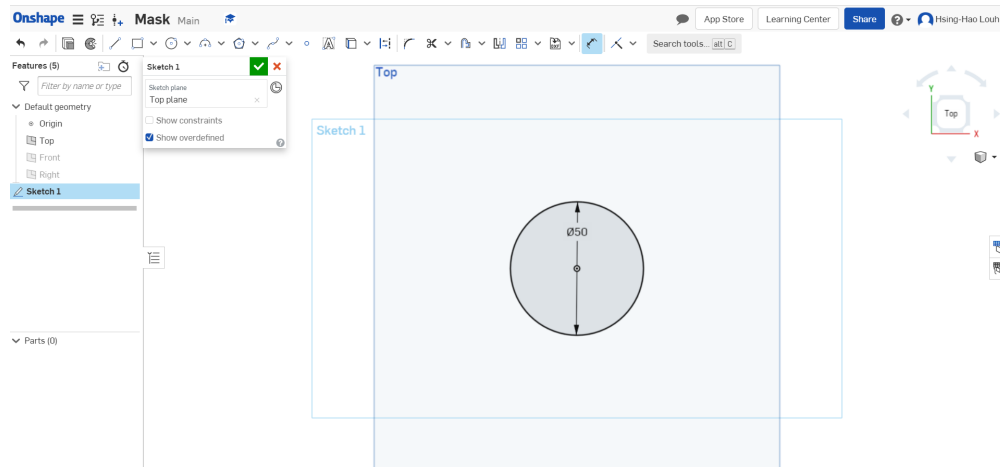 Onshape Mask Main App Store Learning Center Share Hsing-Hao Louh
Search tools... alt C
Features (5)
Filter by name or type
Default geometry
Origin
Top
Front
Right
Sketch 1
Parts (0)
Sketch 1
Sketch plane
Top plane
Show constraints
Show overdefined
Top
Sketch 1
Ø50
Y
Top
X